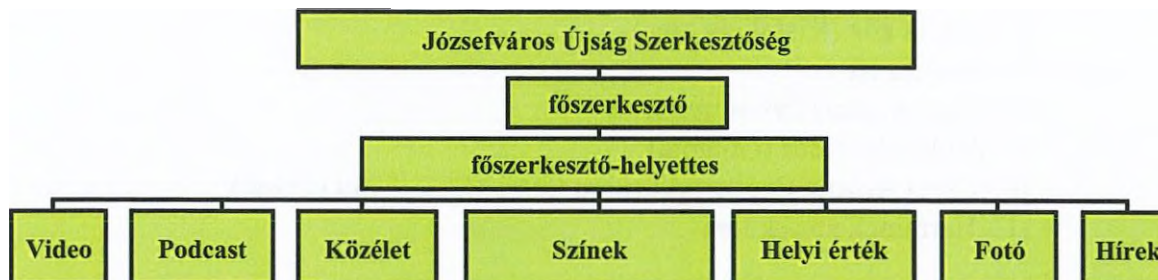 Józsefváros Újság Szerkesztőség
főszerkesztő
főszerkesztő-helyettes
Video
Podcast
Közélet
Színek
Helyi érték
Fotó
Hírek